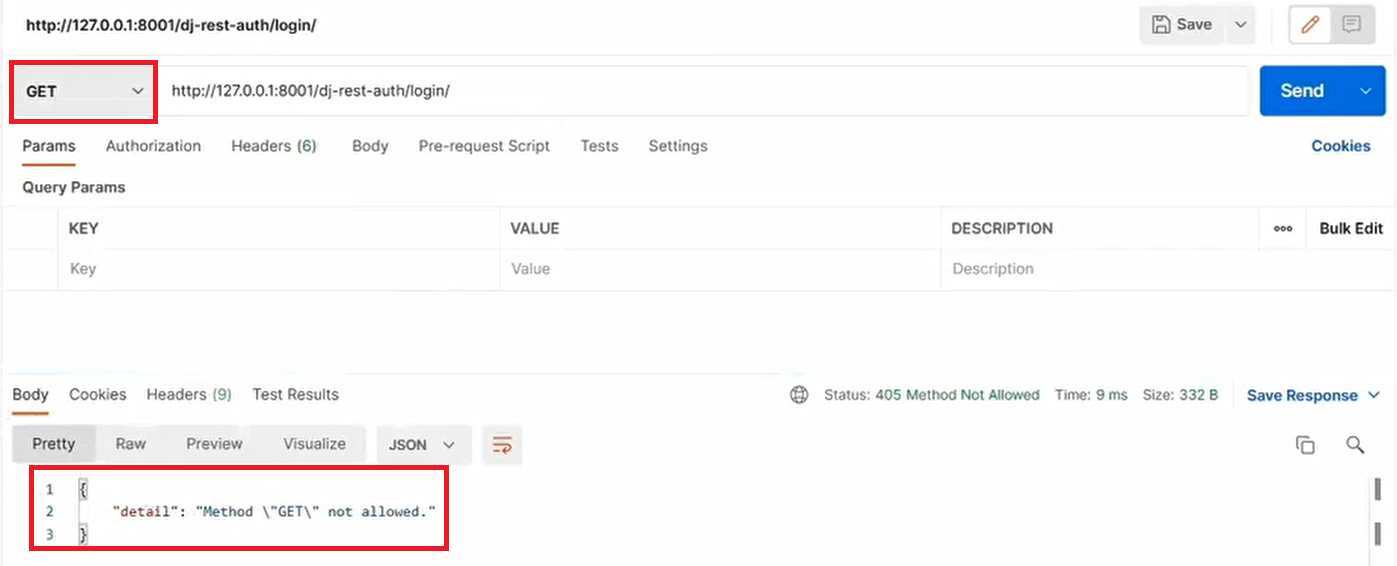 http://127.0.0.1:8001/dj-rest-auth/login/ Save
GET http://127.0.0.1:8001/dj-rest-auth/login/ Send
Params Authorization Headers (6) Body Pre-request Script Tests Settings Cookies
Query Params
KEY VALUE DESCRIPTION ooo Bulk Edit
Key Value Description
Body Cookies Headers (9) Test Results Status: 405 Method Not Allowed Time: 9 ms Size: 332 B Save Response
Pretty Raw Preview Visualize JSON
1 {
2 "detail": "Method \"GET\" not allowed."
3 }